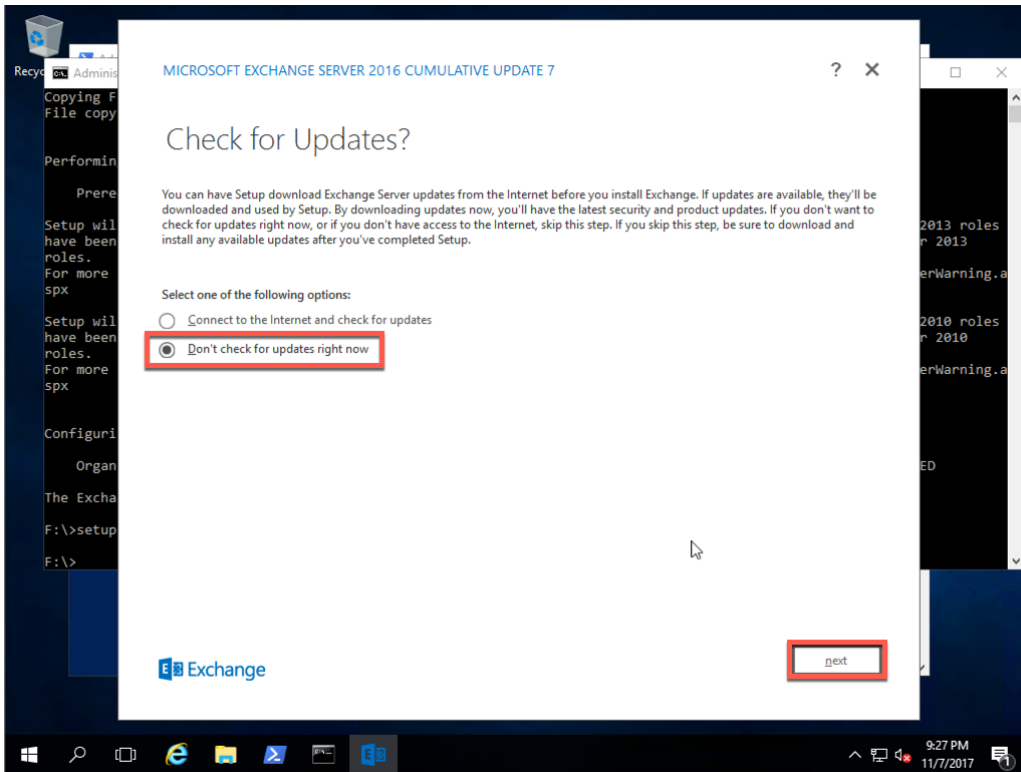 Recyc
Adminis
Copying F
File copy
Performin
Prere
Setup wil
have been
roles.
For more
spx
Setup wil
have been
roles.
For more
spx
Configuri
Organ
The Excha
F:\>setup
F:\>
MICROSOFT EXCHANGE SERVER 2016 CUMULATIVE UPDATE 7
?
Check for Updates?
You can have Setup download Exchange Server updates from the Internet before you install Exchange. If updates are available, they'll be
downloaded and used by Setup. By downloading updates now, you'll have the latest security and product updates. If you don't want to
check for updates right now, or if you don't have access to the Internet, skip this step. If you skip this step, be sure to download and
install any available updates after you've completed Setup.
Select one of the following options:
Connect to the Internet and check for updates
Don't check for updates right now
Exchange
next
2013 roles
r 2013
erWarning.a
2010 roles
r 2010
erWarning.a
ED
9:27 PM
11/7/2017
1